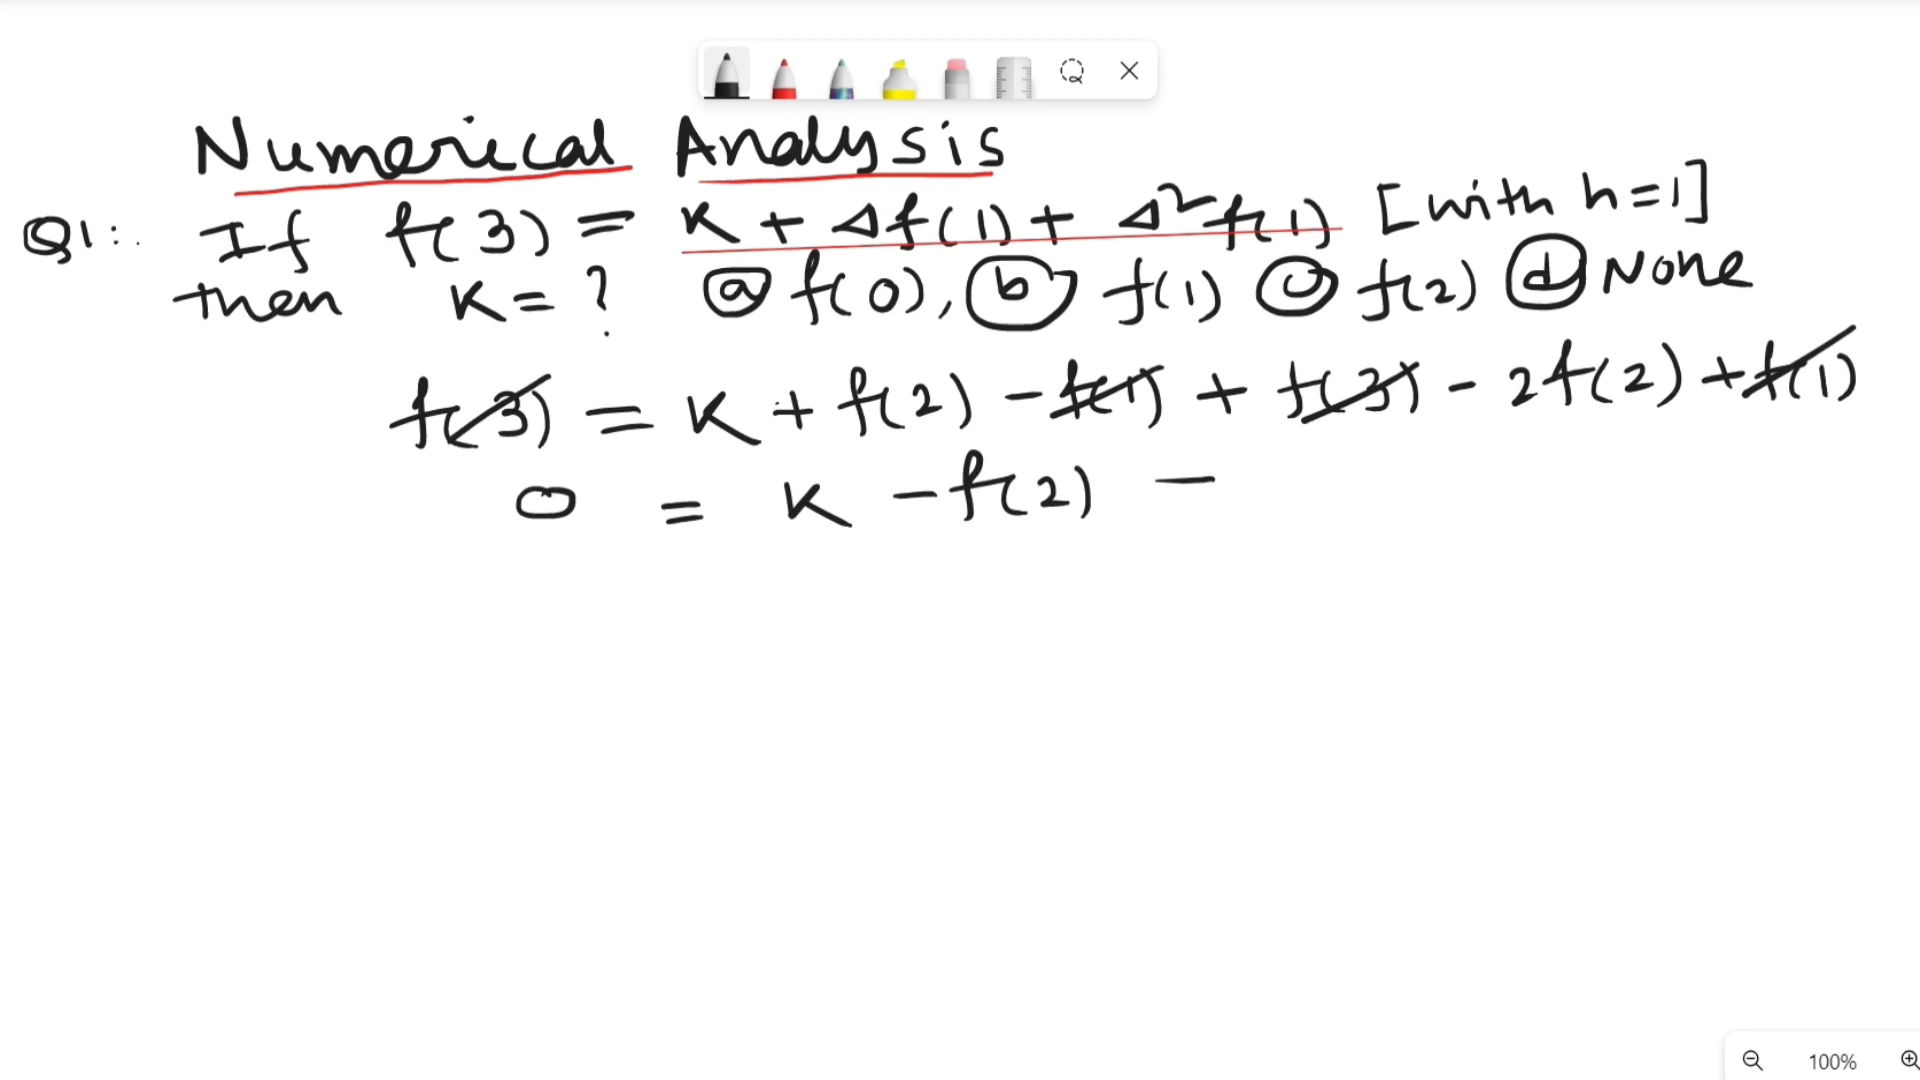 Numerical Analysis
Q1:. If f(3) = K + Δf(1) + Δ²f(1) [with h=1]
then K = ? ⓐ f(0), ⓑ f(1) ⓒ f(2) ⓓ None
f(3) = K + f(2) - f(1) + f(3) - 2f(2) + f(1)
0 = K - f(2) -
100%